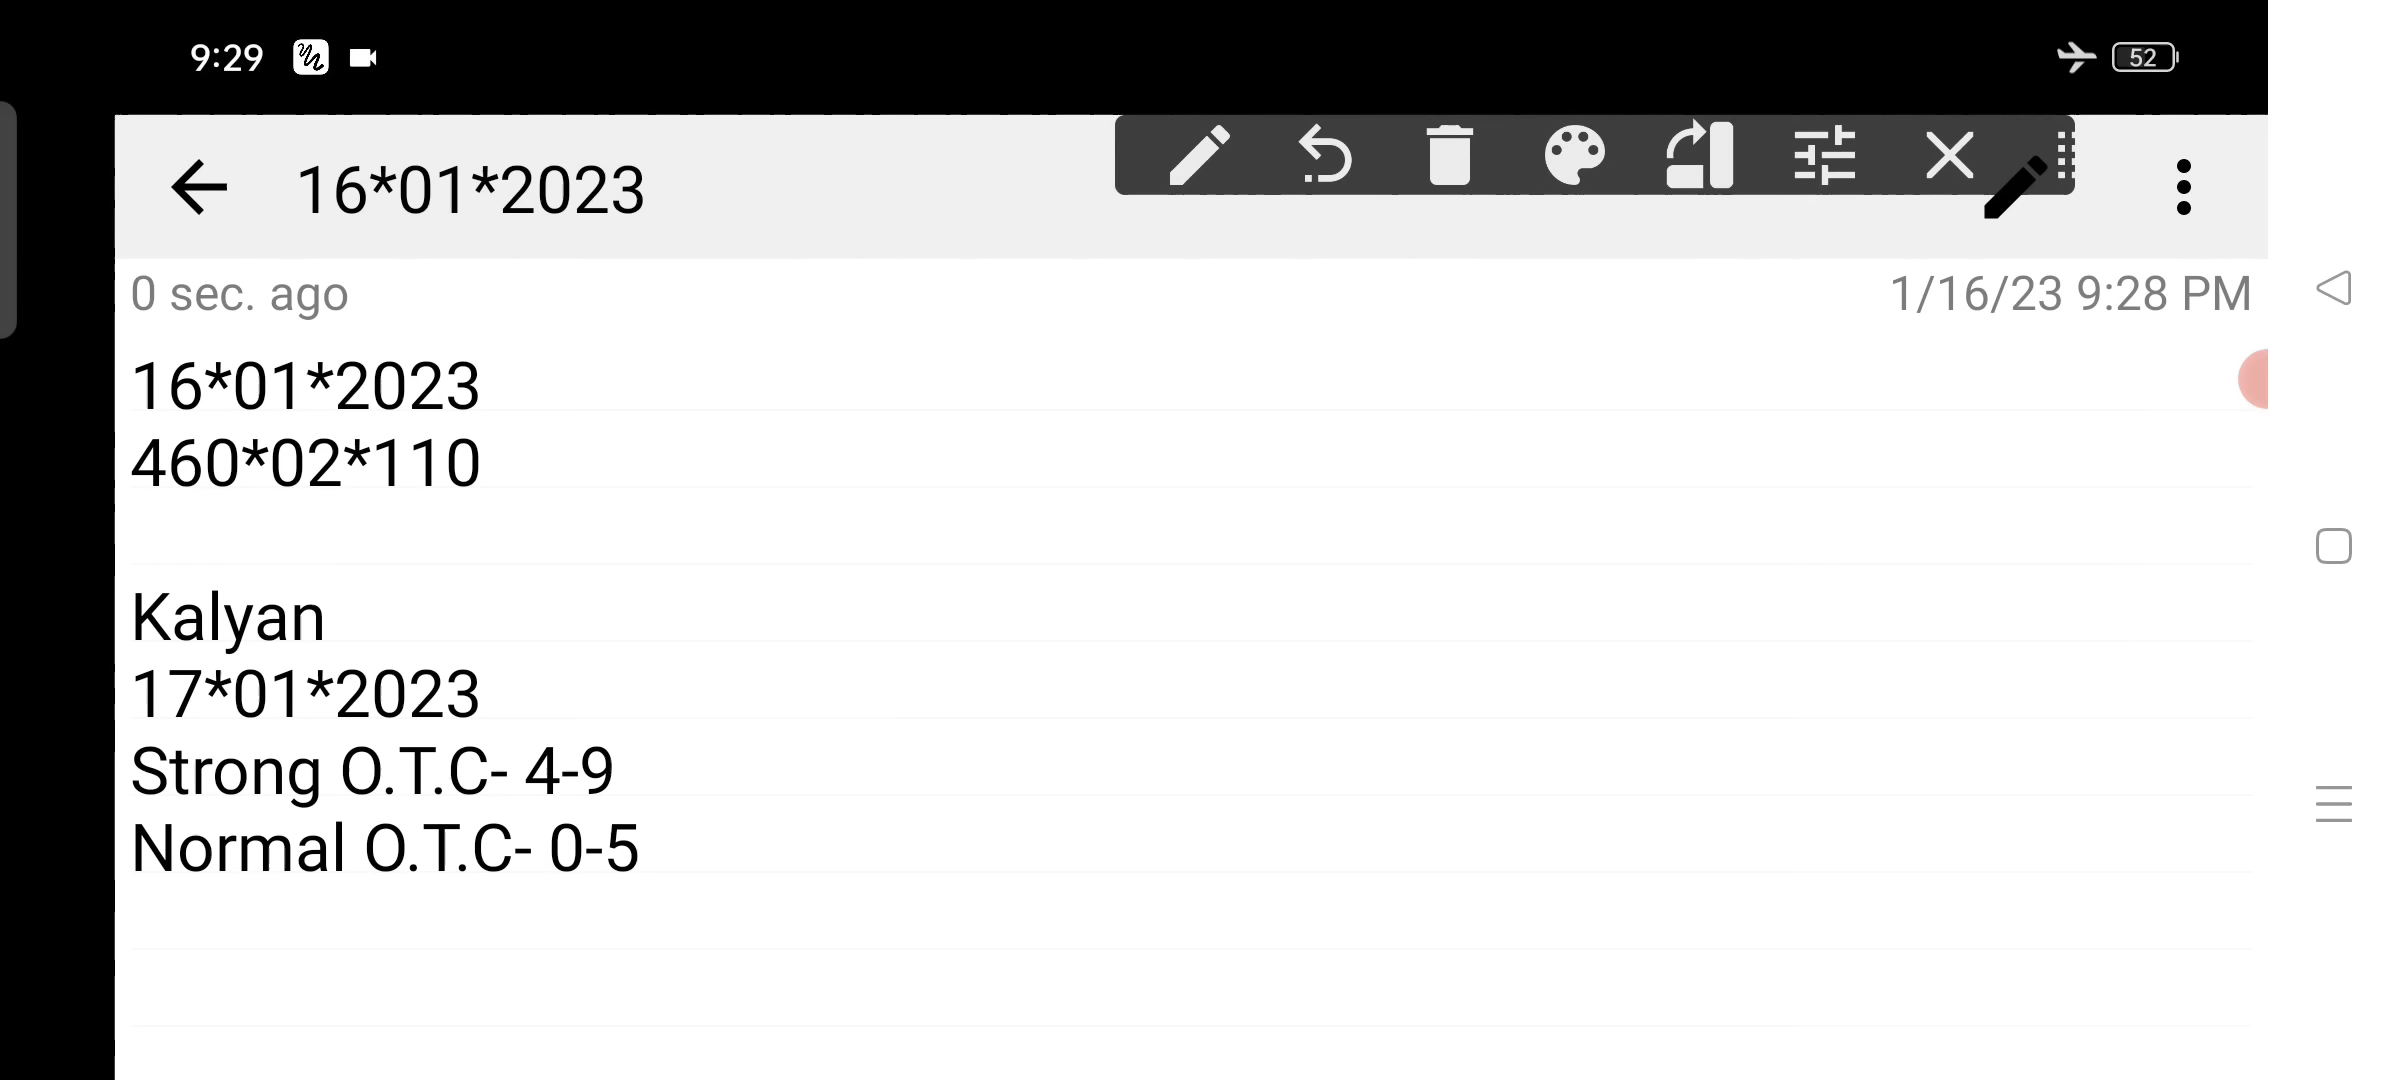 9:29
52
16*01*2023
0 sec. ago
1/16/23 9:28 PM
16*01*2023
460*02*110
Kalyan
17*01*2023
Strong O.T.C- 4-9
Normal O.T.C- 0-5